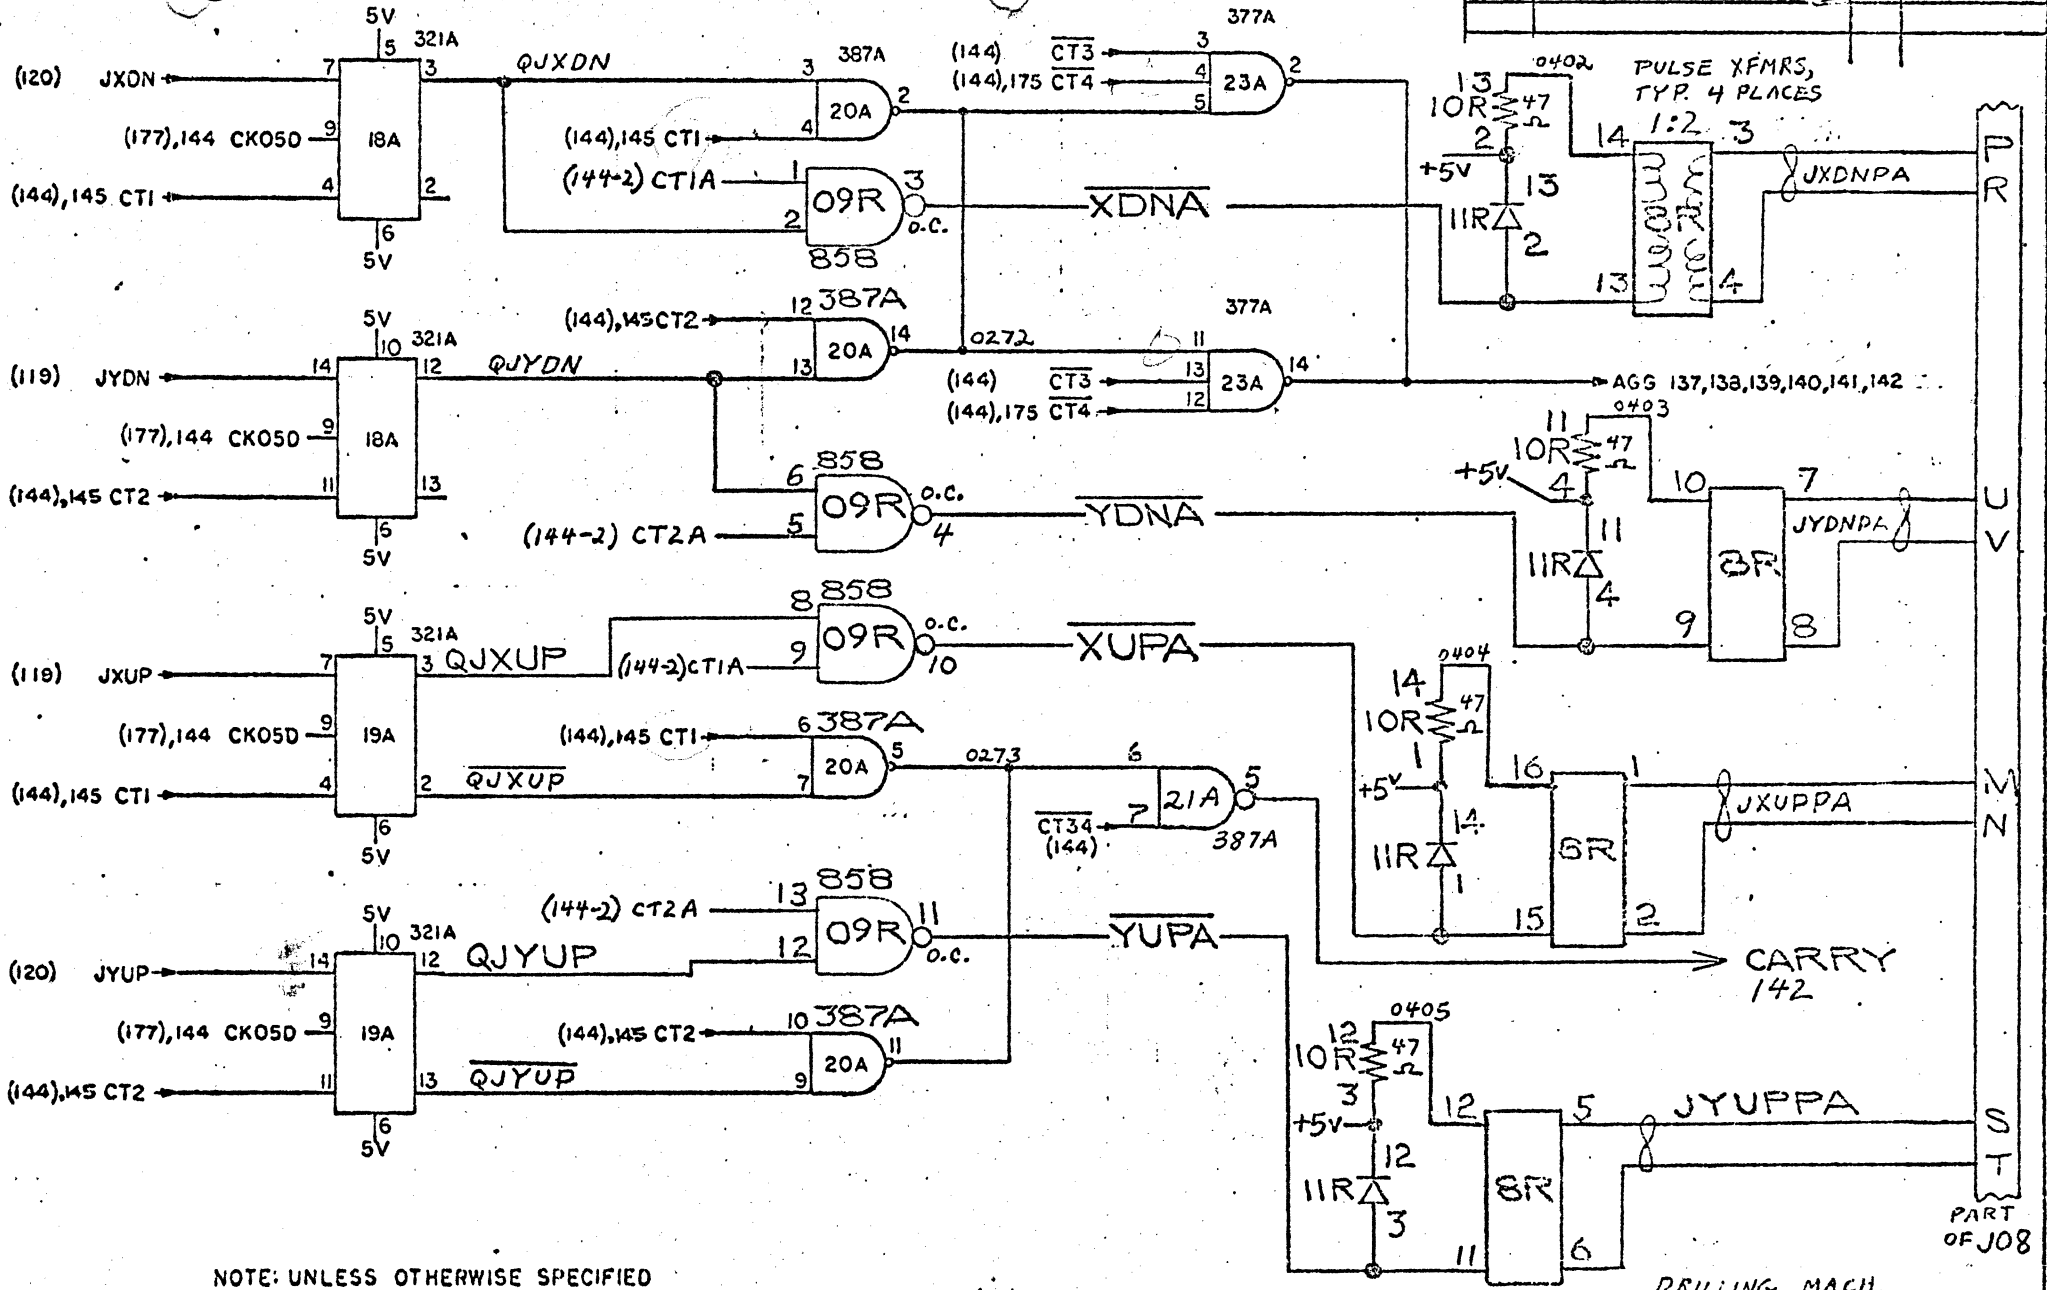 5V
5
321A
(120) JXDN
7
3
QJXDN
(177),144 CK05D
9
18A
(144),145 CT1
4
2
6
5V
387A
3
20A
2
(144),145 CT1
4
(144-2) CT1A
1
09R
3
O.C.
2
858
377A
(144) CT3
3
(144),175 CT4
4
23A
2
5
XDNA
0402
13
10R
47
Ω
2
+5V
13
11R
2
PULSE XFMRS,
TYP. 4 PLACES
1:2
14
3
13
4
JXDNPA
P
R
5V
10
321A
(119) JYDN
14
12
QJYDN
(177),144 CK05D
9
18A
(144),145 CT2
11
13
6
5V
(144),145 CT2
12
387A
20A
14
13
0272
377A
11
(144) CT3
13
23A
14
(144),175 CT4
12
AGG 137,138,139,140,141,142
858
6
09R
O.C.
4
(144-2) CT2A
5
YDNA
0403
11
10R
47
Ω
+5V
4
11
11R
4
10
7
8R
9
8
JYDNPA
U
V
5V
5
321A
(119) JXUP
7
3
QJXUP
(177),144 CK05D
9
19A
(144),145 CT1
4
2
QJXUP
6
5V
858
8
09R
O.C.
10
(144-2) CT1A
9
XUPA
(144),145 CT1
6
387A
20A
5
7
0273
6
21A
5
7
CT34
(144)
387A
0404
14
10R
47
Ω
1
+5V
14
11R
1
16
1
15
2
JXUPPA
M
N
858
(144-2) CT2A
13
09R
11
O.C.
12
YUPA
CARRY
142
5V
10
321A
(120) JYUP
14
12
QJYUP
(177),144 CK05D
9
19A
(144),145 CT2
11
13
QJYUP
6
5V
(144),145 CT2
10
387A
20A
11
9
0405
12
10R
47
Ω
3
+5V
12
11R
3
12
5
8R
11
6
JYUPPA
S
T
PART
OF J08
NOTE: UNLESS OTHERWISE SPECIFIED
DRILLING MACH